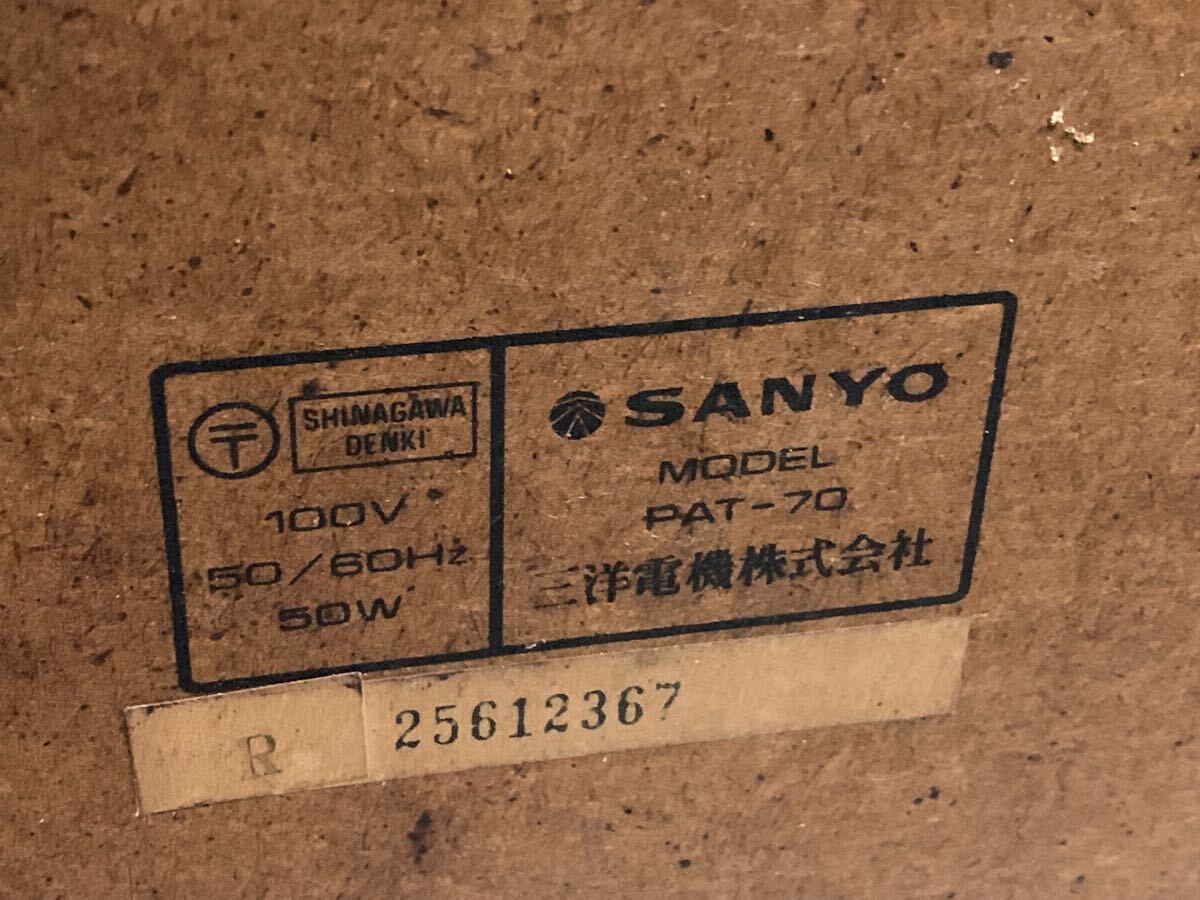 〒 SHINAGAWA
DENKI
100V
50/60Hz
50W
SANYO
MODEL
PAT-70
三洋電機株式会社
R 25612367